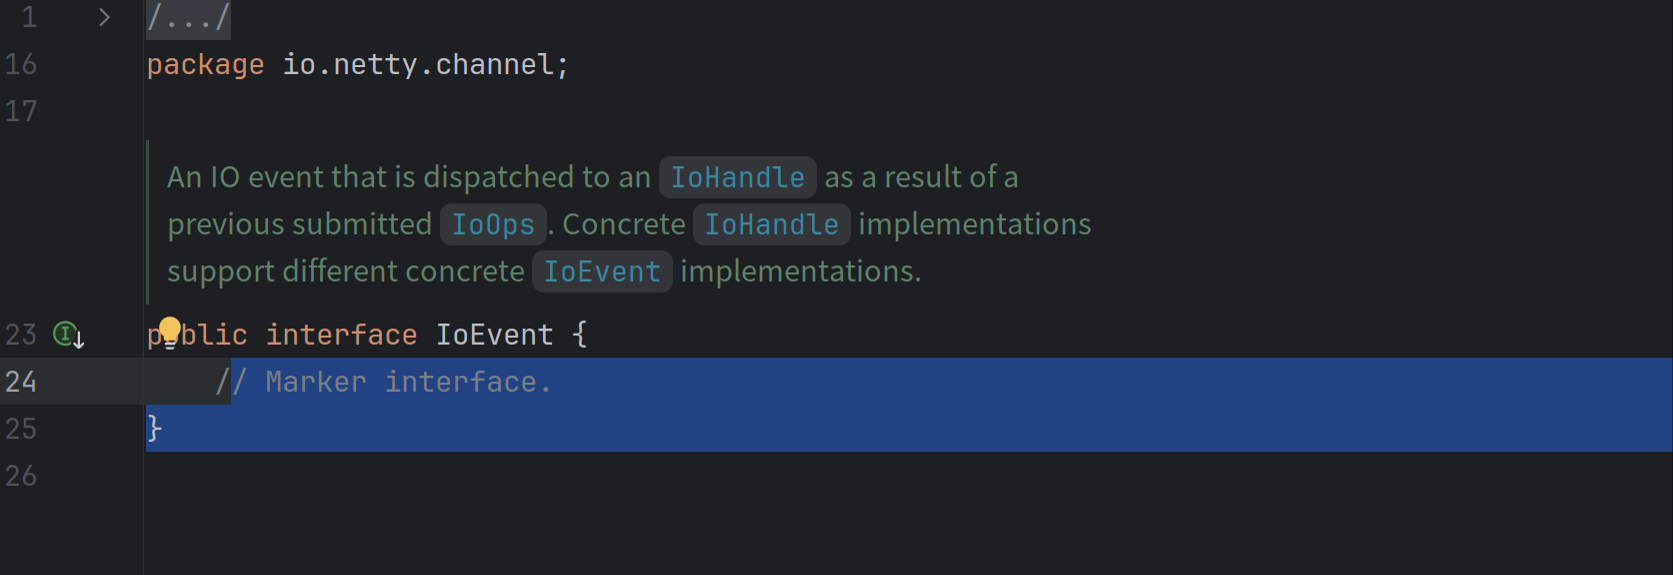 1 > /.../
16 package io.netty.channel;
17
An IO event that is dispatched to an IoHandle as a result of a
previous submitted IoOps. Concrete IoHandle implementations
support different concrete IoEvent implementations.
23 public interface IoEvent {
24 // Marker interface.
25 }
26